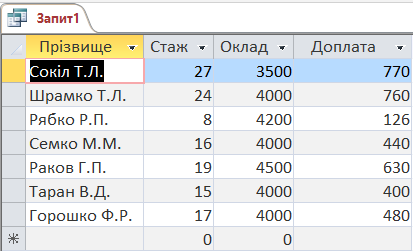 Запит1
Прізвище Стаж Оклад Доплата
Сокіл Т.Л. 27 3500 770
Шрамко Т.Л. 24 4000 760
Рябко Р.П. 8 4200 126
Семко М.М. 16 4000 440
Раков Г.П. 19 4500 630
Таран В.Д. 15 4000 400
Горошко Ф.Р. 17 4000 480
0 0